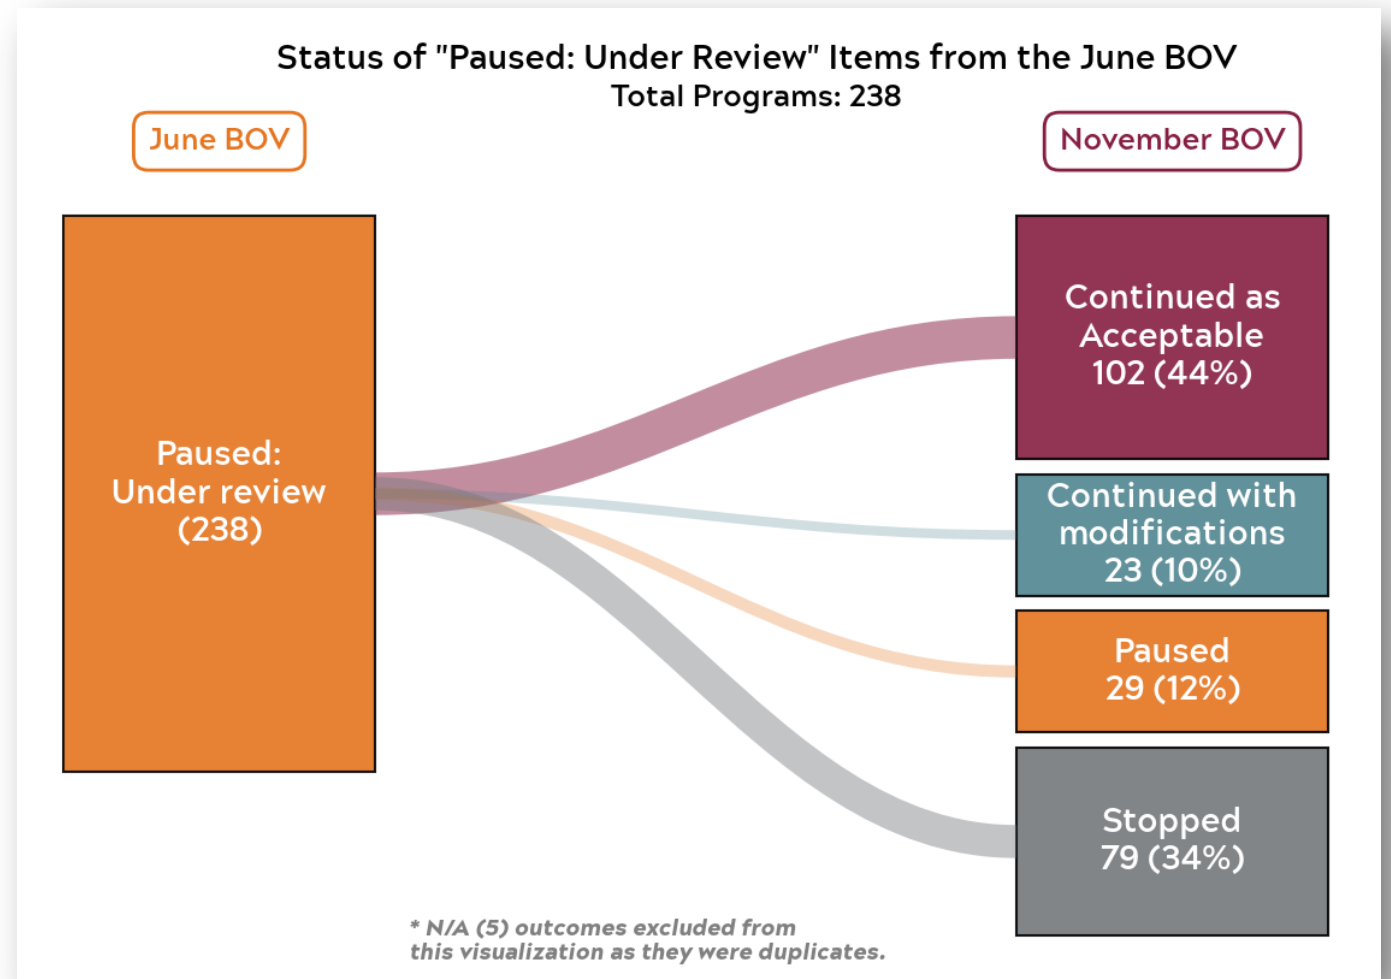 Status of "Paused: Under Review" Items from the June BOV
Total Programs: 238
June BOV
November BOV
Paused:
Under review
(238)
Continued as
Acceptable
102 (44%)
Continued with
modifications
23 (10%)
Paused
29 (12%)
Stopped
79 (34%)
* N/A (5) outcomes excluded from
this visualization as they were duplicates.